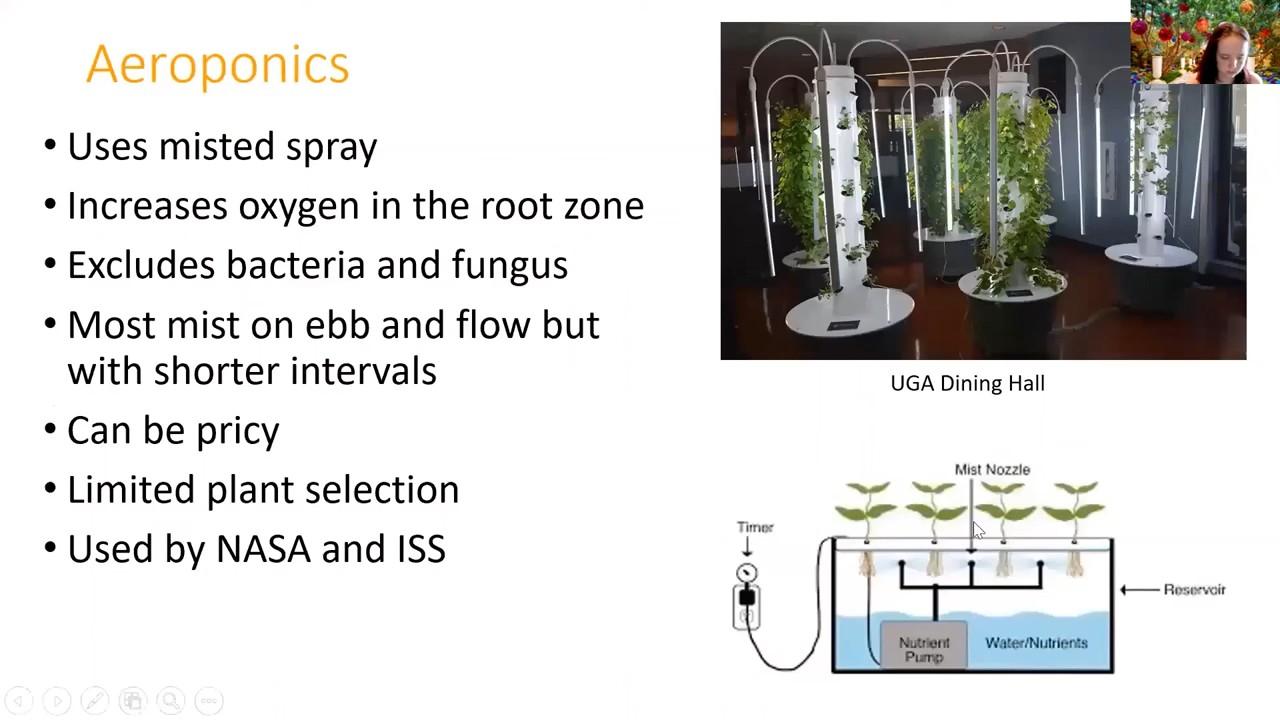 Aeroponics
• Uses misted spray
• Increases oxygen in the root zone
• Excludes bacteria and fungus
• Most mist on ebb and flow but
with shorter intervals
• Can be pricy
• Limited plant selection
• Used by NASA and ISS
UGA Dining Hall
Mist Nozzle
Timer
Reservoir
Nutrient
Pump
Water/Nutrients